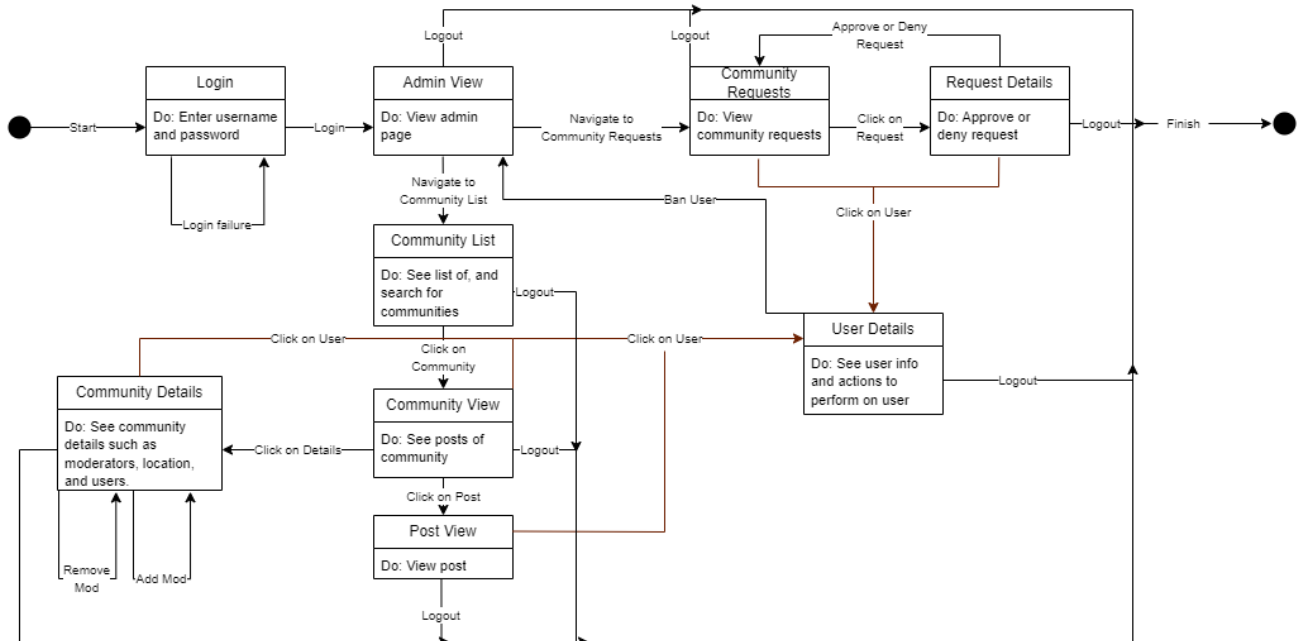 Logout
Logout
Approve or Deny
Request
Login
Do: Enter username
and password
Admin View
Do: View admin
page
Community
Requests
Do: View
community requests
Request Details
Do: Approve or
deny request
Start
Login
Navigate to
Community Requests
Click on
Request
Logout
Finish
Login failure
Navigate to
Community List
Ban User
Click on User
Community List
Do: See list of, and
search for
communities
Logout
User Details
Do: See user info
and actions to
perform on user
Click on User
Click on
Community
Click on User
Logout
Community Details
Do: See community
details such as
moderators, location,
and users.
Click on Details
Community View
Do: See posts of
community
Logout
Click on Post
Post View
Do: View post
Remove
Mod
Add Mod
Logout